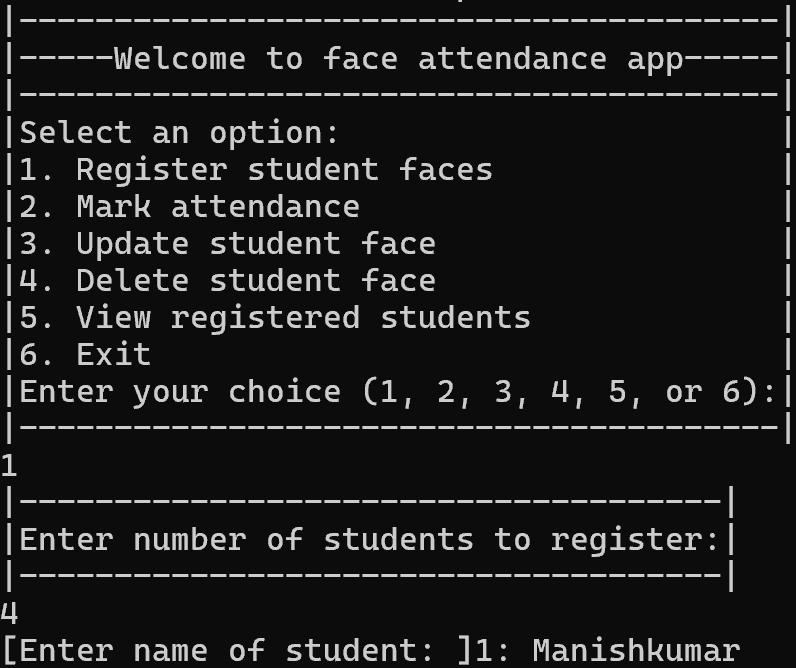 |----------------------------------------|
|-----Welcome to face attendance app-----|
|----------------------------------------|
|Select an option:                       |
|1. Register student faces               |
|2. Mark attendance                      |
|3. Update student face                  |
|4. Delete student face                  |
|5. View registered students             |
|6. Exit                                 |
|Enter your choice (1, 2, 3, 4, 5, or 6):|
|----------------------------------------|
1
|-------------------------------------|
|Enter number of students to register:|
|-------------------------------------|
4
[Enter name of student: ]1: Manishkumar